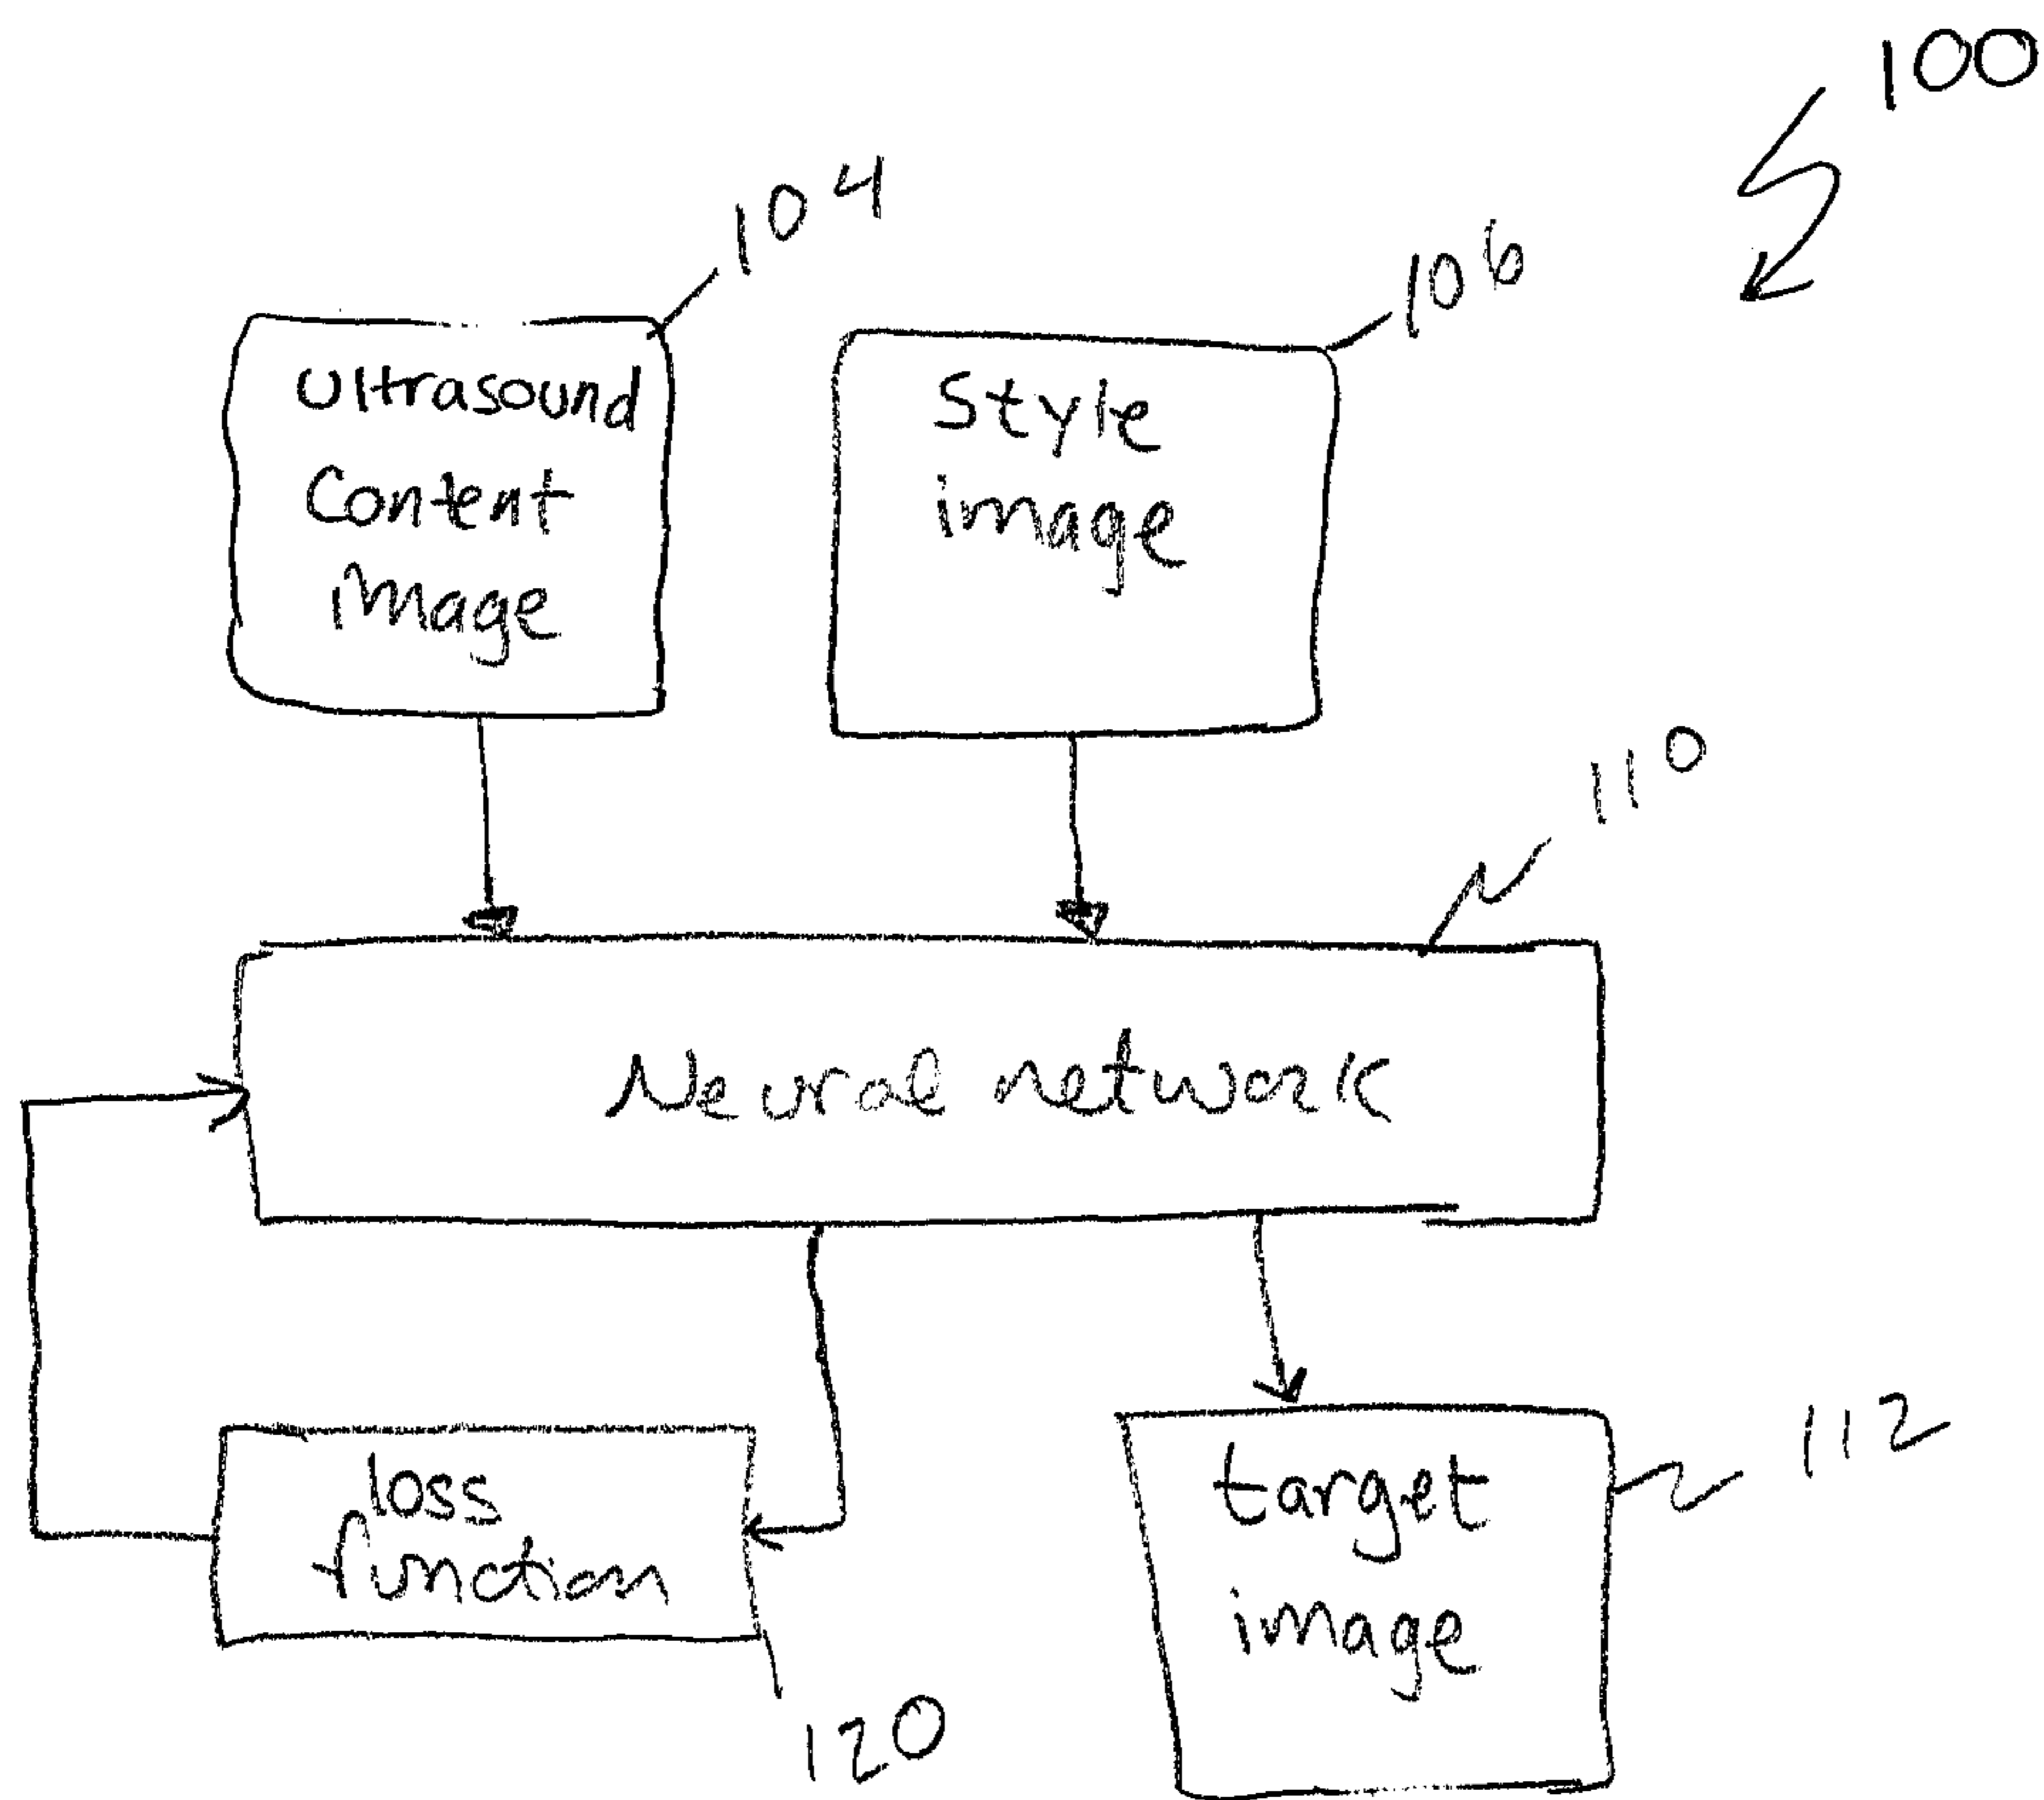 100
104
106
Ultrasound
Content
image
Style
image
110
Neural network
loss
function
120
target
image
112